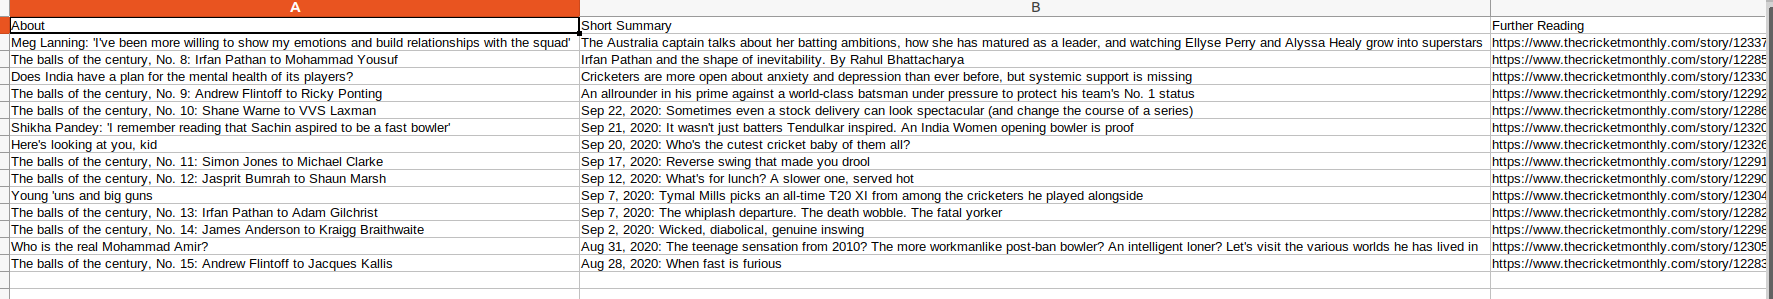 A B
About Short Summary Further Reading
Meg Lanning: 'I've been more willing to show my emotions and build relationships with the squad' The Australia captain talks about her batting ambitions, how she has matured as a leader, and watching Ellyse Perry and Alyssa Healy grow into superstars https://www.thecricketmonthly.com/story/12337
The balls of the century, No. 8: Irfan Pathan to Mohammad Yousuf Irfan Pathan and the shape of inevitability. By Rahul Bhattacharya https://www.thecricketmonthly.com/story/12285
Does India have a plan for the mental health of its players? Cricketers are more open about anxiety and depression than ever before, but systemic support is missing https://www.thecricketmonthly.com/story/12330
The balls of the century, No. 9: Andrew Flintoff to Ricky Ponting An allrounder in his prime against a world-class batsman under pressure to protect his team's No. 1 status https://www.thecricketmonthly.com/story/12292
The balls of the century, No. 10: Shane Warne to VVS Laxman Sep 22, 2020: Sometimes even a stock delivery can look spectacular (and change the course of a series) https://www.thecricketmonthly.com/story/12286
Shikha Pandey: 'I remember reading that Sachin aspired to be a fast bowler' Sep 21, 2020: It wasn't just batters Tendulkar inspired. An India Women opening bowler is proof https://www.thecricketmonthly.com/story/12320
Here's looking at you, kid Sep 20, 2020: Who's the cutest cricket baby of them all? https://www.thecricketmonthly.com/story/12326
The balls of the century, No. 11: Simon Jones to Michael Clarke Sep 17, 2020: Reverse swing that made you drool https://www.thecricketmonthly.com/story/12291
The balls of the century, No. 12: Jasprit Bumrah to Shaun Marsh Sep 12, 2020: What's for lunch? A slower one, served hot https://www.thecricketmonthly.com/story/12290
Young 'uns and big guns Sep 7, 2020: Tymal Mills picks an all-time T20 XI from among the cricketers he played alongside https://www.thecricketmonthly.com/story/12304
The balls of the century, No. 13: Irfan Pathan to Adam Gilchrist Sep 7, 2020: The whiplash departure. The death wobble. The fatal yorker https://www.thecricketmonthly.com/story/12282
The balls of the century, No. 14: James Anderson to Kraigg Braithwaite Sep 2, 2020: Wicked, diabolical, genuine inswing https://www.thecricketmonthly.com/story/12298
Who is the real Mohammad Amir? Aug 31, 2020: The teenage sensation from 2010? The more workmanlike post-ban bowler? An intelligent loner? Let's visit the various worlds he has lived in https://www.thecricketmonthly.com/story/12305
The balls of the century, No. 15: Andrew Flintoff to Jacques Kallis Aug 28, 2020: When fast is furious https://www.thecricketmonthly.com/story/12283